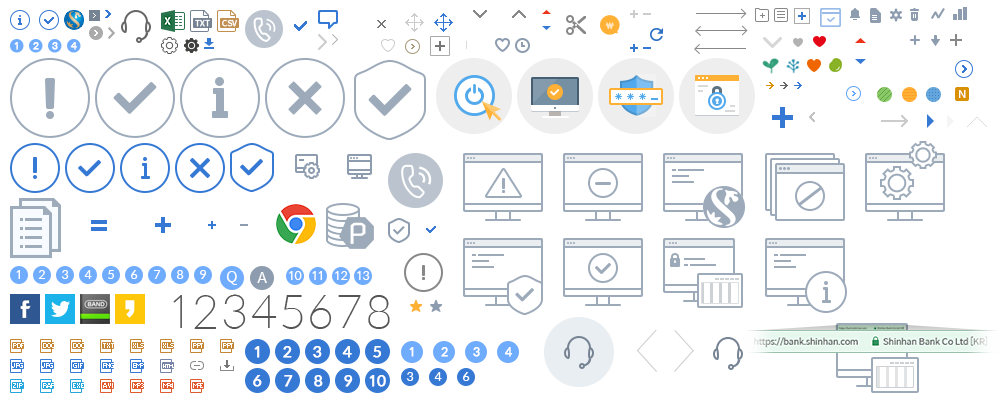 TXT CSV
1 2 3 4
N
P
1 2 3 4 5 6 7 8 9 Q A 10 11 12 13
BAND
12345678
https://bank.shinhan.com Shinhan Bank Co Ltd [KR]
1 2 3 4 5 1 2 3 4
6 7 8 9 10 3 4 6